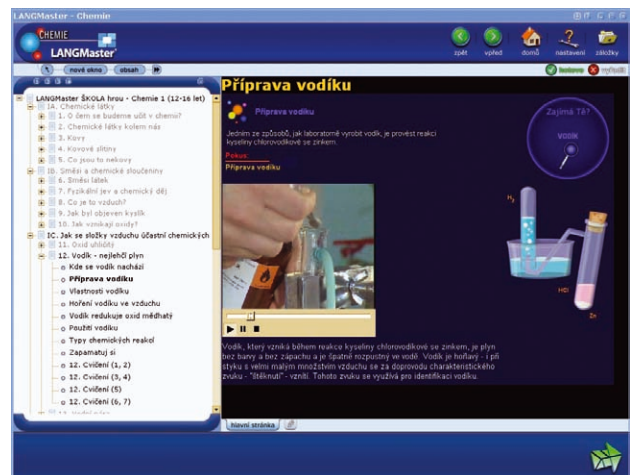 LANGMaster - Chemie
CHEMIE
LANGMaster
zpět
vpřed
domů
nastavení
záložky
nové okno
obsah
hotovo
vyřadit
LANGMaster ŠKOLA hrou - Chemie 1 (12-16 let)
IA. Chemické látky
1. O čem se budeme učit v chemii?
2. Chemické látky kolem nás
3. Kovy
4. Kovové slitiny
5. Co jsou to nekovy
IB. Směsi a chemické sloučeniny
6. Směsi látek
7. Fyzikální jev a chemický děj
8. Co je to vzduch?
9. Jak byl objeven kyslík
10. Jak vznikají oxidy?
IC. Jak se složky vzduchu účastní chemických
11. Oxid uhličitý
12. Vodík - nejlehčí plyn
Kde se vodík nachází
Příprava vodíku
Vlastnosti vodíku
Hoření vodíku ve vzduchu
Vodík redukuje oxid mědnatý
Použití vodíku
Typy chemických reakcí
Zapamatuj si
12. Cvičení (1, 2)
12. Cvičení (3, 4)
12. Cvičení (5)
12. Cvičení (6, 7)
Příprava vodíku
Příprava vodíku
Jedním ze způsobů, jak laboratorně vyrobit vodík, je provést reakci
kyseliny chlorovodíkové se zinkem.
Pokus:
Příprava vodíku
Zajímá Tě?
VODÍK
H2
HCl
Zn
Vodík, který vzniká během reakce kyseliny chlorovodíkové se zinkem, je plyn
bez barvy a bez zápachu a je špatně rozpustný ve vodě. Vodík je hořlavý - i při
styku s velmi malým množstvím vzduchu se za doprovodu charakteristického
zvuku - "štěknutí" - vznítí. Tohoto zvuku se využívá pro identifikaci vodíku.
hlavní stránka